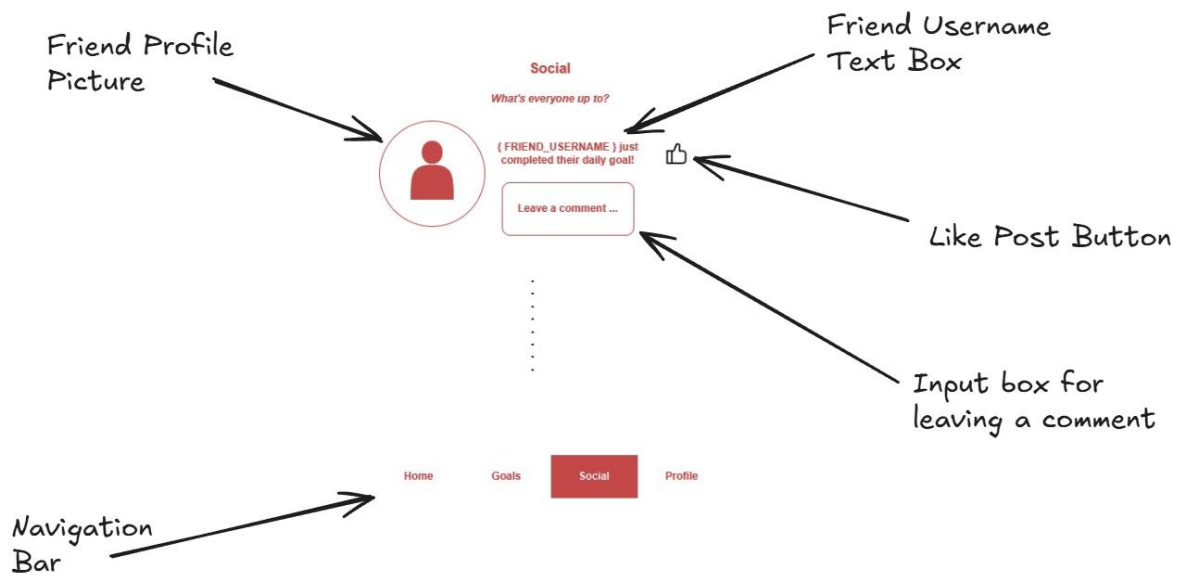 Friend Profile
Picture
Friend Username
Text Box
Social
What's everyone up to?
{ FRIEND_USERNAME } just
completed their daily goal!
Leave a comment ...
Like Post Button
Input box for
leaving a comment
Home Goals Social Profile
Navigation
Bar